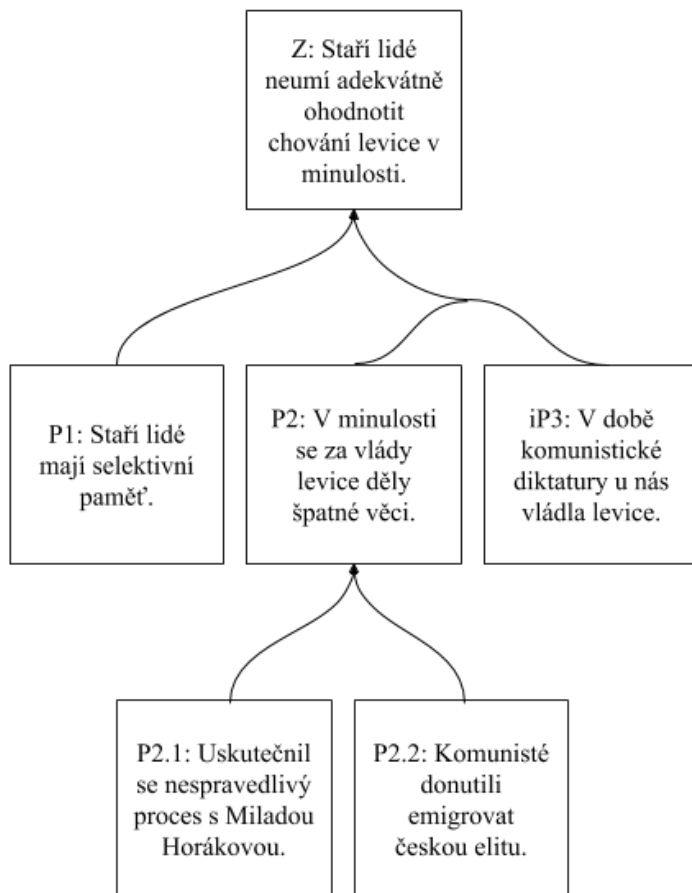 Z: Staří lidé
neumí adekvátně
ohodnotit
chování levice v
minulosti.
P1: Staří lidé
mají selektivní
paměť.
P2: V minulosti
se za vlády
levice děly
špatné věci.
iP3: V době
komunistické
diktatury u nás
vládla levice.
P2.1: Uskutečnil
se nespravedlivý
proces s Miladou
Horákovou.
P2.2: Komunisté
donutili
emigrovat
českou elitu.